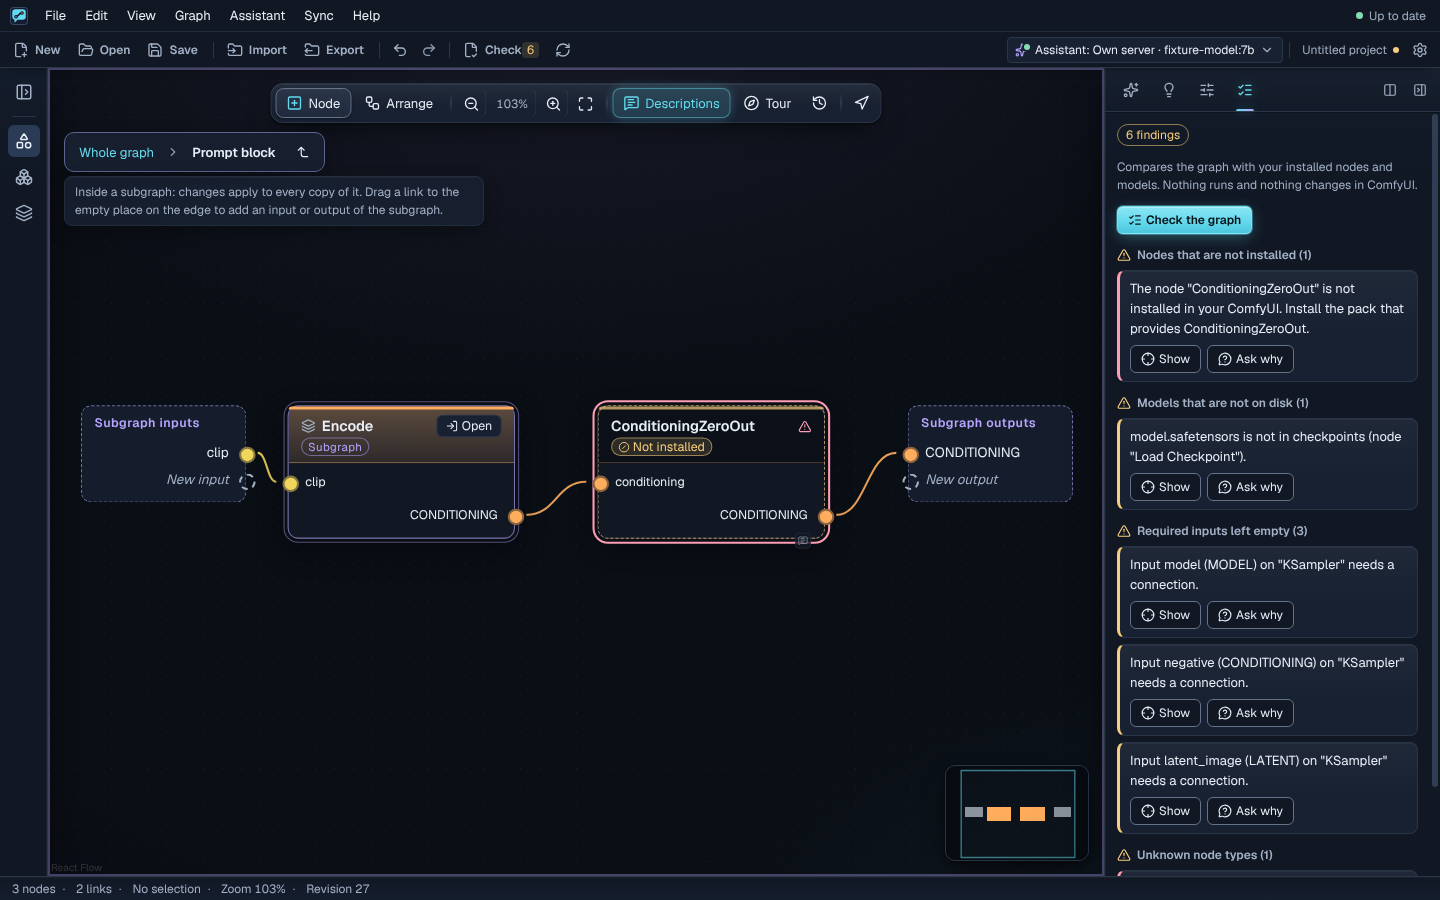 File Edit View Graph Assistant Sync Help
Up to date
New Open Save Import Export Check 6
Assistant: Own server · fixture-model:7b
Untitled project
Node Arrange 103% Descriptions Tour
Whole graph > Prompt block
Inside a subgraph: changes apply to every copy of it. Drag a link to the
empty place on the edge to add an input or output of the subgraph.
Subgraph inputs
clip
New input
Encode
Open
Subgraph
clip
CONDITIONING
ConditioningZeroOut
Not installed
conditioning
CONDITIONING
Subgraph outputs
CONDITIONING
New output
React Flow
6 findings
Compares the graph with your installed nodes and
models. Nothing runs and nothing changes in ComfyUI.
Check the graph
Nodes that are not installed (1)
The node "ConditioningZeroOut" is not
installed in your ComfyUI. Install the pack that
provides ConditioningZeroOut.
Show Ask why
Models that are not on disk (1)
model.safetensors is not in checkpoints (node
"Load Checkpoint").
Show Ask why
Required inputs left empty (3)
Input model (MODEL) on "KSampler" needs a
connection.
Show Ask why
Input negative (CONDITIONING) on "KSampler"
needs a connection.
Show Ask why
Input latent_image (LATENT) on "KSampler"
needs a connection.
Show Ask why
Unknown node types (1)
3 nodes · 2 links · No selection · Zoom 103% · Revision 27